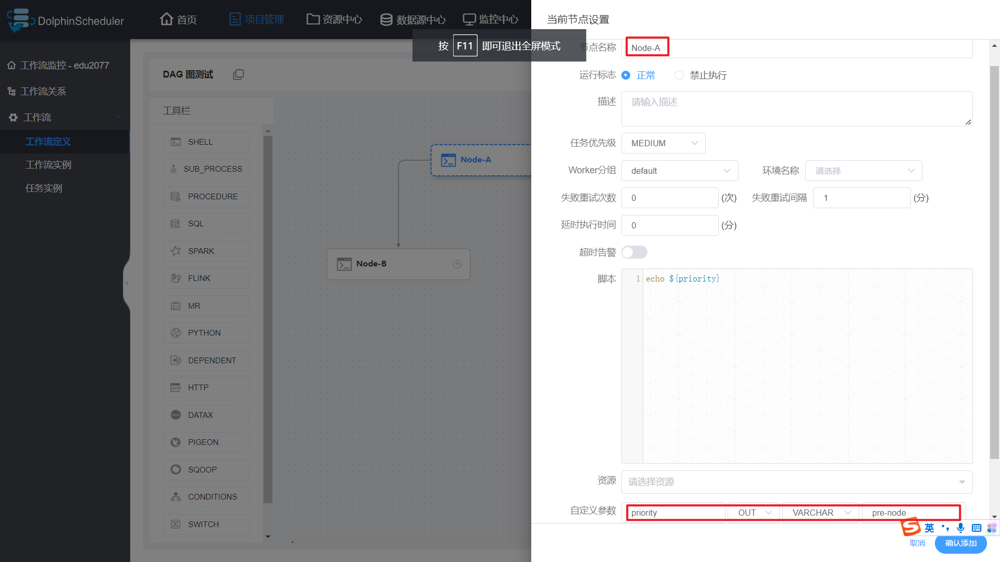 DolphinScheduler
首页
项目管理
资源中心
数据源中心
监控中心
当前节点设置
按 F11 即可退出全屏模式
工作流监控 - edu2077
工作流关系
工作流
工作流定义
工作流实例
任务实例
DAG 图测试
工具栏
SHELL
SUB_PROCESS
PROCEDURE
SQL
SPARK
FLINK
MR
PYTHON
DEPENDENT
HTTP
DATAX
PIGEON
SQOOP
CONDITIONS
SWITCH
Node-A
Node-B
节点名称 Node-A
运行标志 正常 禁止执行
描述 请输入描述
任务优先级 MEDIUM
Worker分组 default 环境名称 请选择
失败重试次数 0 (次) 失败重试间隔 1 (分)
延时执行时间 0 (分)
超时告警
脚本 1 echo ${priority}
资源 请选择资源
自定义参数 priority OUT VARCHAR pre-node
英
取消 确认添加